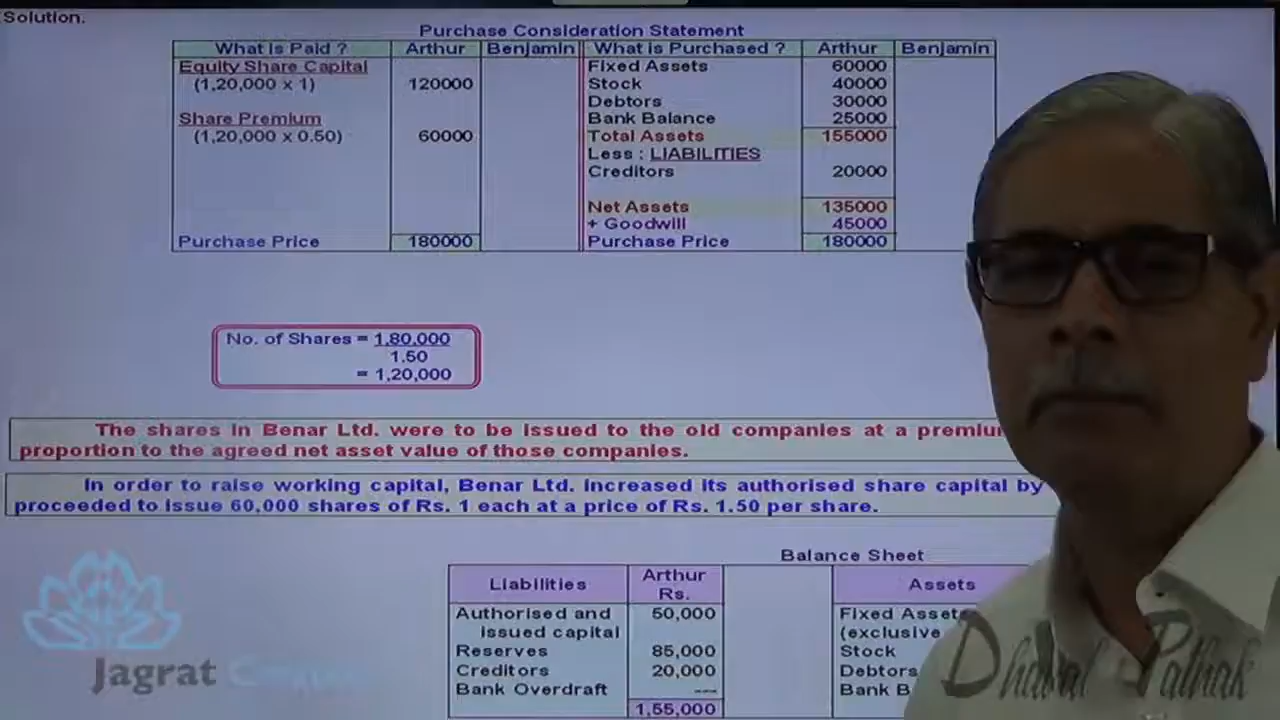 Solution.
Purchase Consideration Statement
What is Paid ? Arthur Benjamin What is Purchased ? Arthur Benjamin
Equity Share Capital Fixed Assets 60000
(1,20,000 x 1) 120000 Stock 40000
Debtors 30000
Share Premium Bank Balance 25000
(1,20,000 x 0.50) 60000 Total Assets 155000
Less : LIABILITIES
Creditors 20000
Net Assets 135000
+ Goodwill 45000
Purchase Price 180000 Purchase Price 180000
No. of Shares = 1,80,000
1.50
= 1,20,000
The shares in Benar Ltd. were to be issued to the old companies at a
proportion to the agreed net asset value of those companies.
In order to raise working capital, Benar Ltd. increased its authorised share capital by
proceeded to issue 60,000 shares of Rs. 1 each at a price of Rs. 1.50 per share.
Balance Sheet
Liabilities Arthur Rs. Assets
Authorised and 50,000 Fixed Assets
issued capital (exclusive
Reserves 85,000 Stock
Creditors 20,000 Debtors
Bank Overdraft --- Bank
1,55,000
Jagrat
Dhaval Pathak